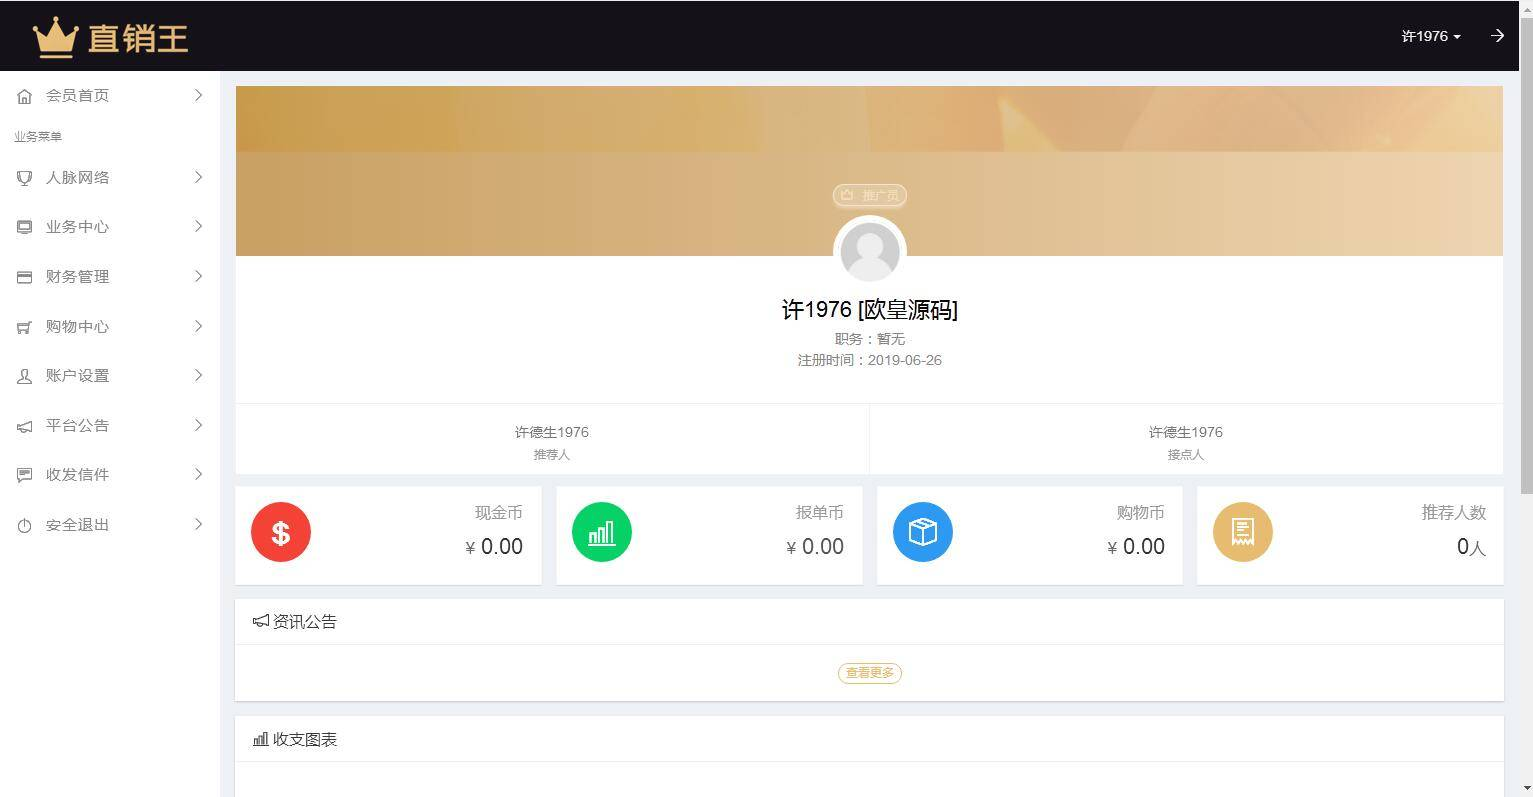 直销王
许1976
会员首页
业务菜单
人脉网络
业务中心
财务管理
购物中心
账户设置
平台公告
收发信件
安全退出
推广员
许1976 [欧皇源码]
职务：暂无
注册时间：2019-06-26
许德生1976
推荐人
许德生1976
接点人
现金币
¥ 0.00
报单币
¥ 0.00
购物币
¥ 0.00
推荐人数
0人
资讯公告
查看更多
收支图表